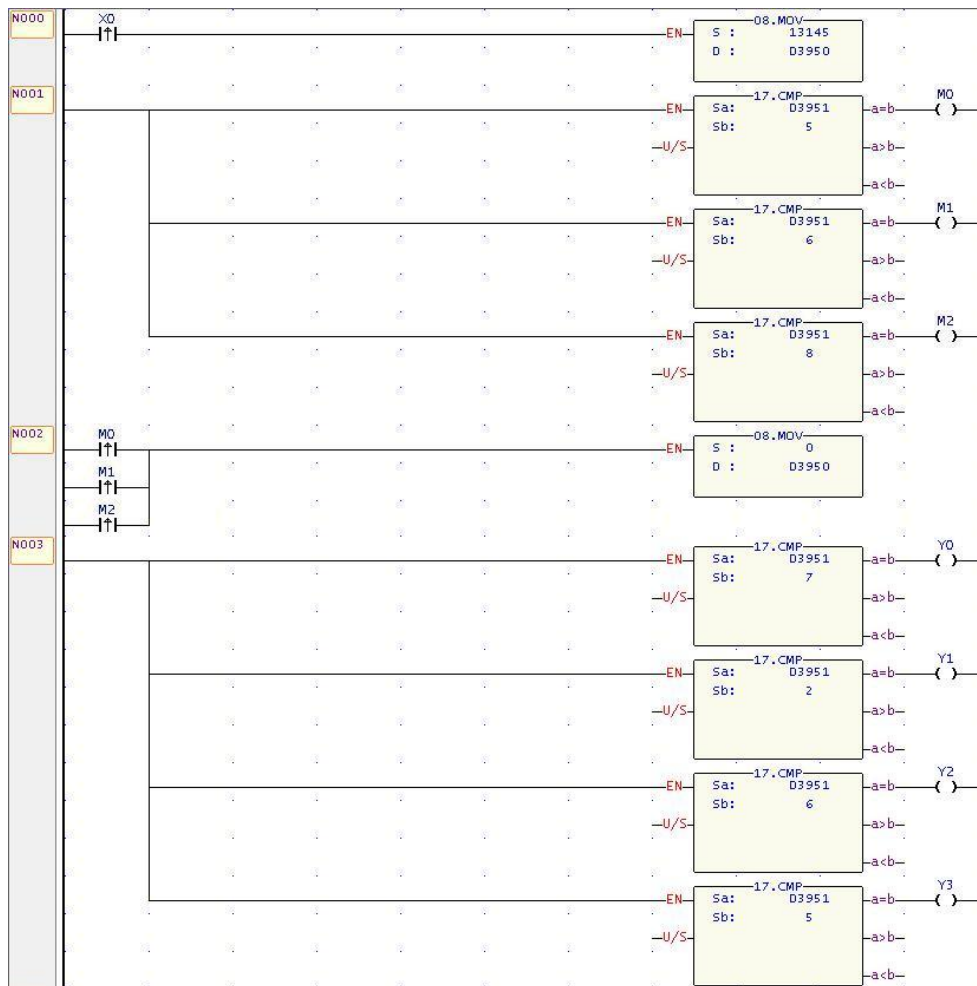 N000
X0
EN
08.MOV
S : 13145
D : D3950
N001
EN
U/S
17.CMP
Sa: D3951
Sb: 5
a=b
a>b
a<b
M0
EN
U/S
17.CMP
Sa: D3951
Sb: 6
a=b
a>b
a<b
M1
EN
U/S
17.CMP
Sa: D3951
Sb: 8
a=b
a>b
a<b
M2
N002
M0
M1
M2
EN
08.MOV
S : 0
D : D3950
N003
EN
U/S
17.CMP
Sa: D3951
Sb: 7
a=b
a>b
a<b
Y0
EN
U/S
17.CMP
Sa: D3951
Sb: 2
a=b
a>b
a<b
Y1
EN
U/S
17.CMP
Sa: D3951
Sb: 6
a=b
a>b
a<b
Y2
EN
U/S
17.CMP
Sa: D3951
Sb: 5
a=b
a>b
a<b
Y3